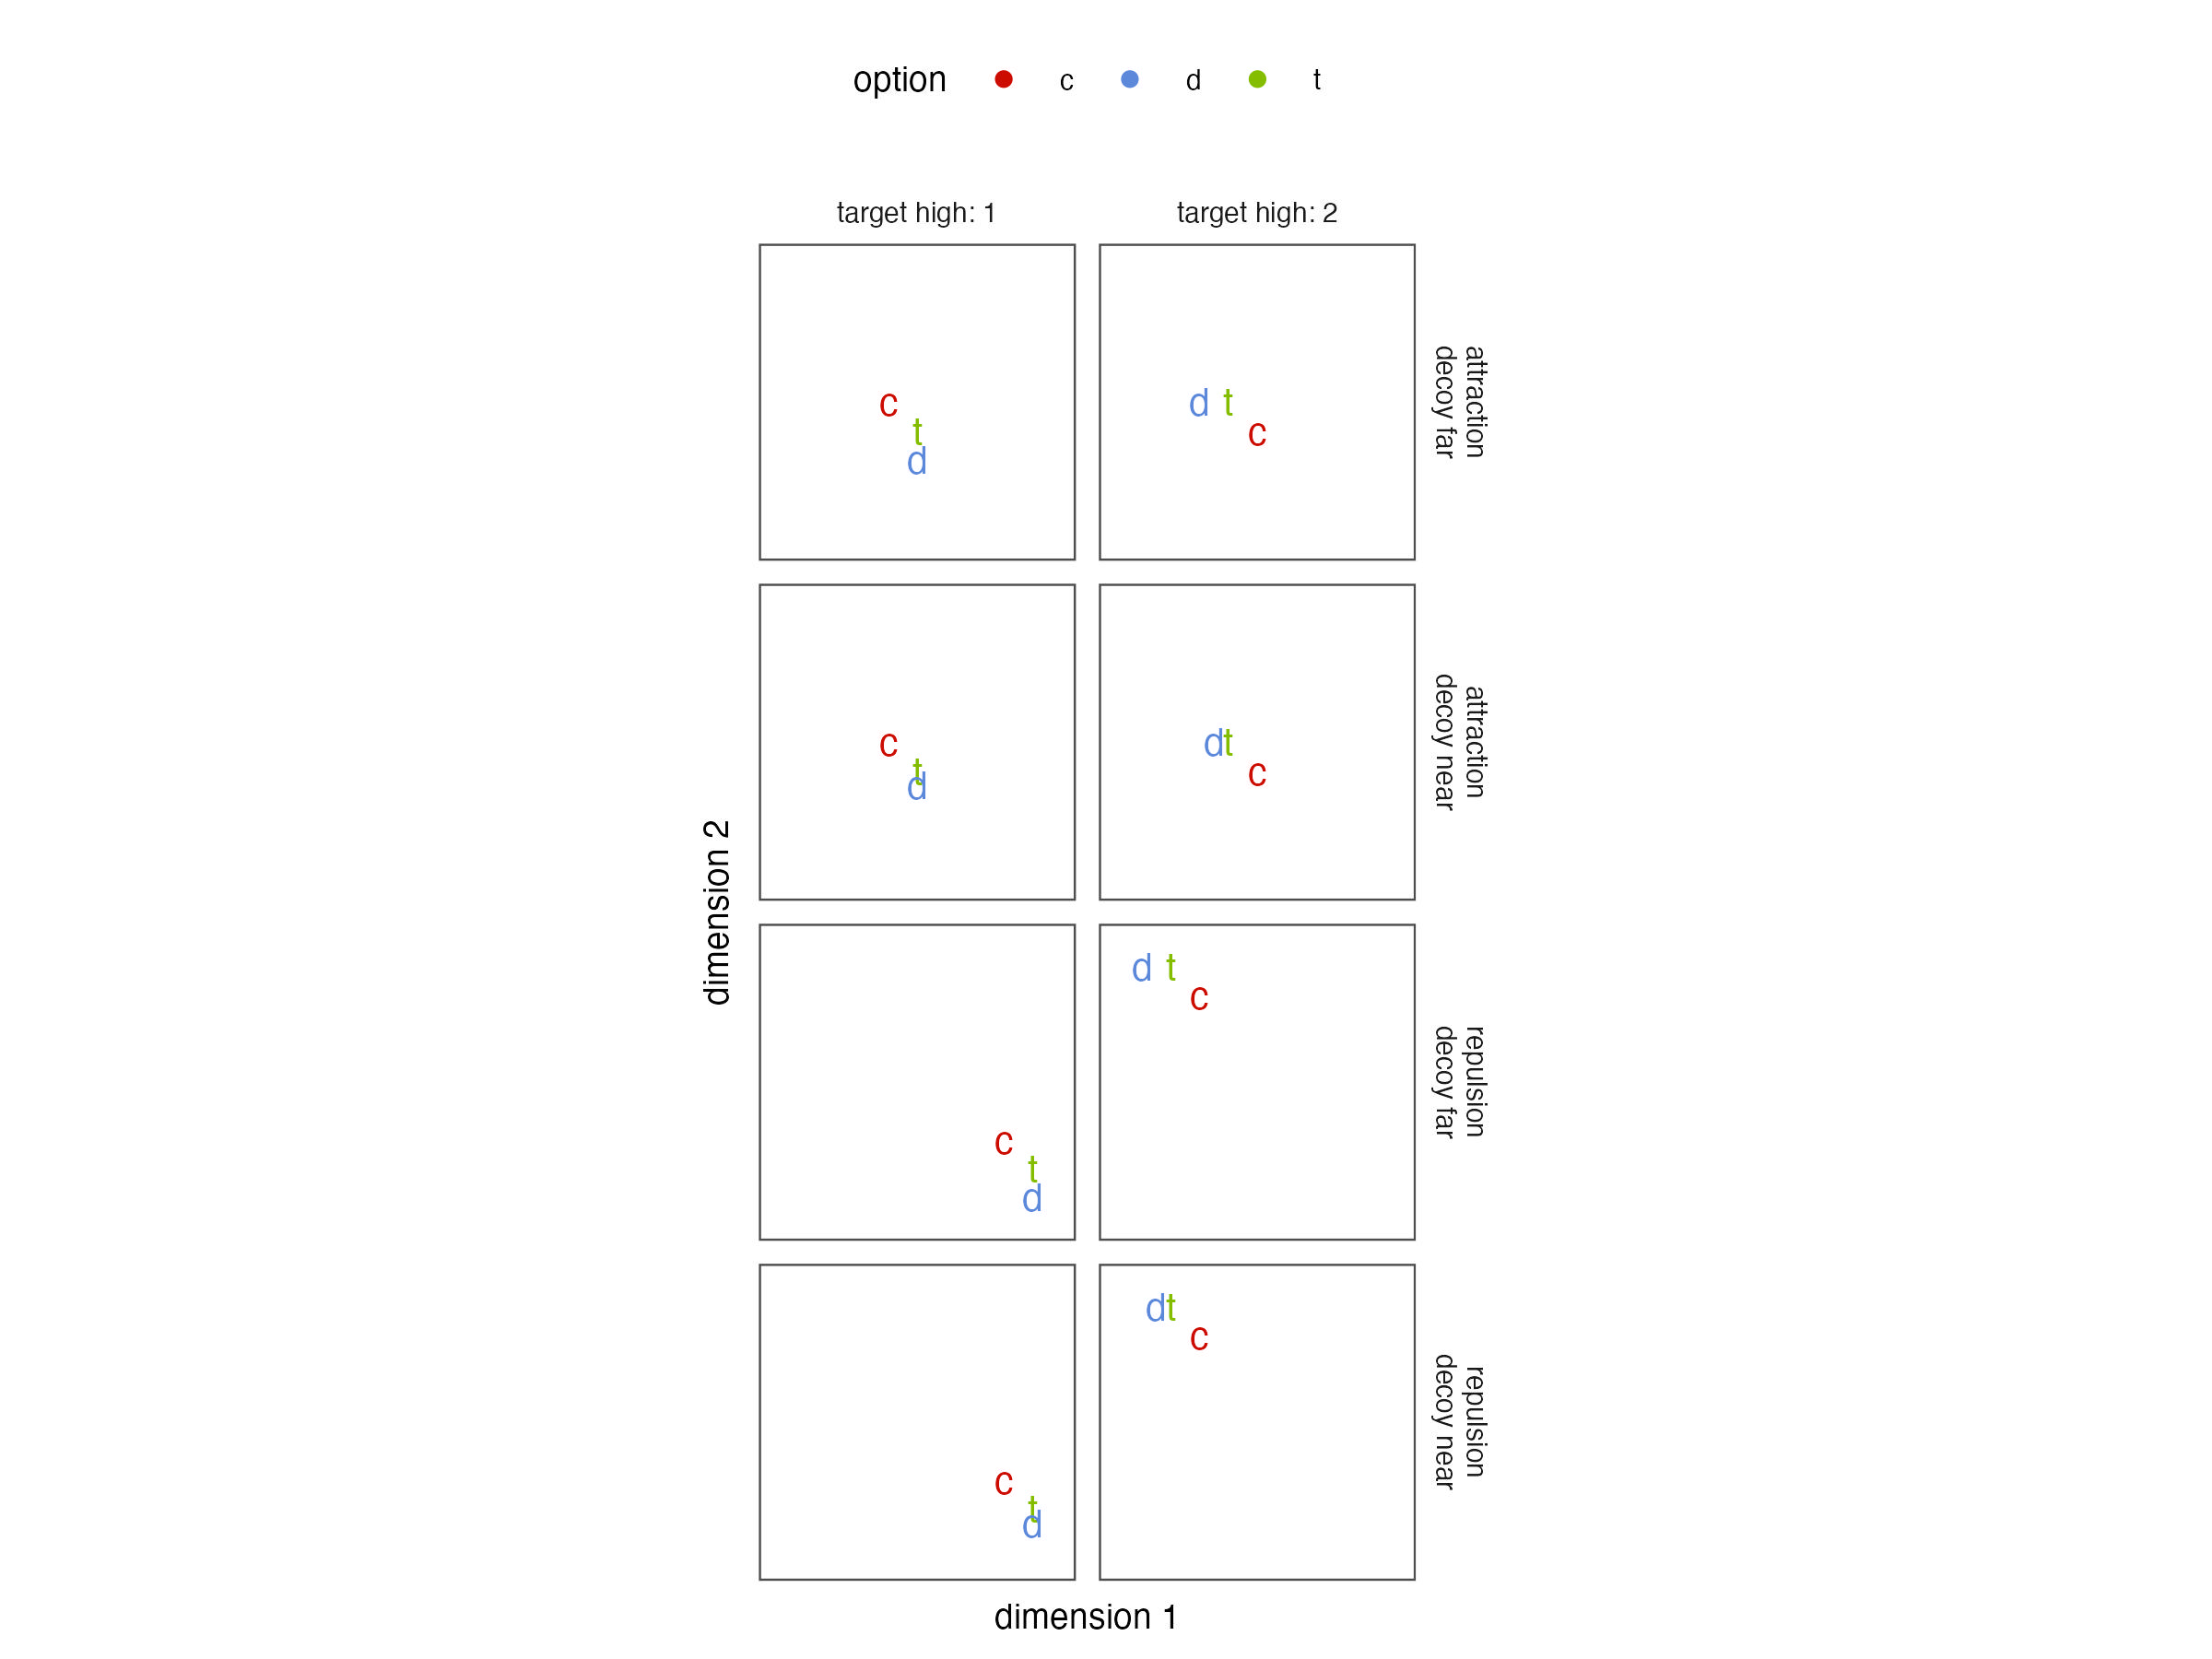 option c d t
target high: 1 target high: 2
c
t
d
d t
c
attraction
decoy far
c
t
d
dt
c
attraction
decoy near
dimension 2
c
t
d
d t
c
repulsion
decoy far
c
t
d
dt
c
repulsion
decoy near
dimension 1